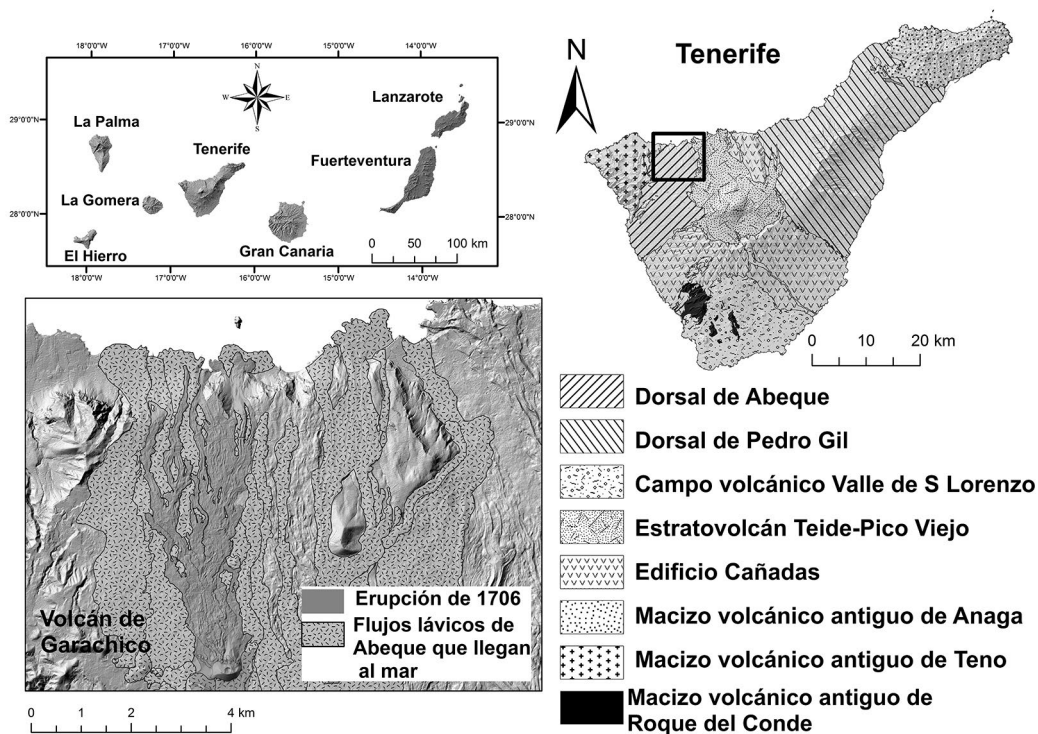 18°0'0"W
17°0'0"W
16°0'0"W
15°0'0"W
14°0'0"W
29°0'0"N
29°0'0"N
28°0'0"N
28°0'0"N
N
W
E
S
La Palma
Lanzarote
Tenerife
Fuerteventura
La Gomera
El Hierro
Gran Canaria
0 50 100 km
18°0'0"W
17°0'0"W
16°0'0"W
15°0'0"W
14°0'0"W
N
Tenerife
0 10 20 km
Volcán de
Garachico
Erupción de 1706
Flujos lávicos de
Abeque que llegan
al mar
0 1 2 4 km
Dorsal de Abeque
Dorsal de Pedro Gil
Campo volcánico Valle de S Lorenzo
Estratovolcán Teide-Pico Viejo
Edificio Cañadas
Macizo volcánico antiguo de Anaga
Macizo volcánico antiguo de Teno
Macizo volcánico antiguo de
Roque del Conde